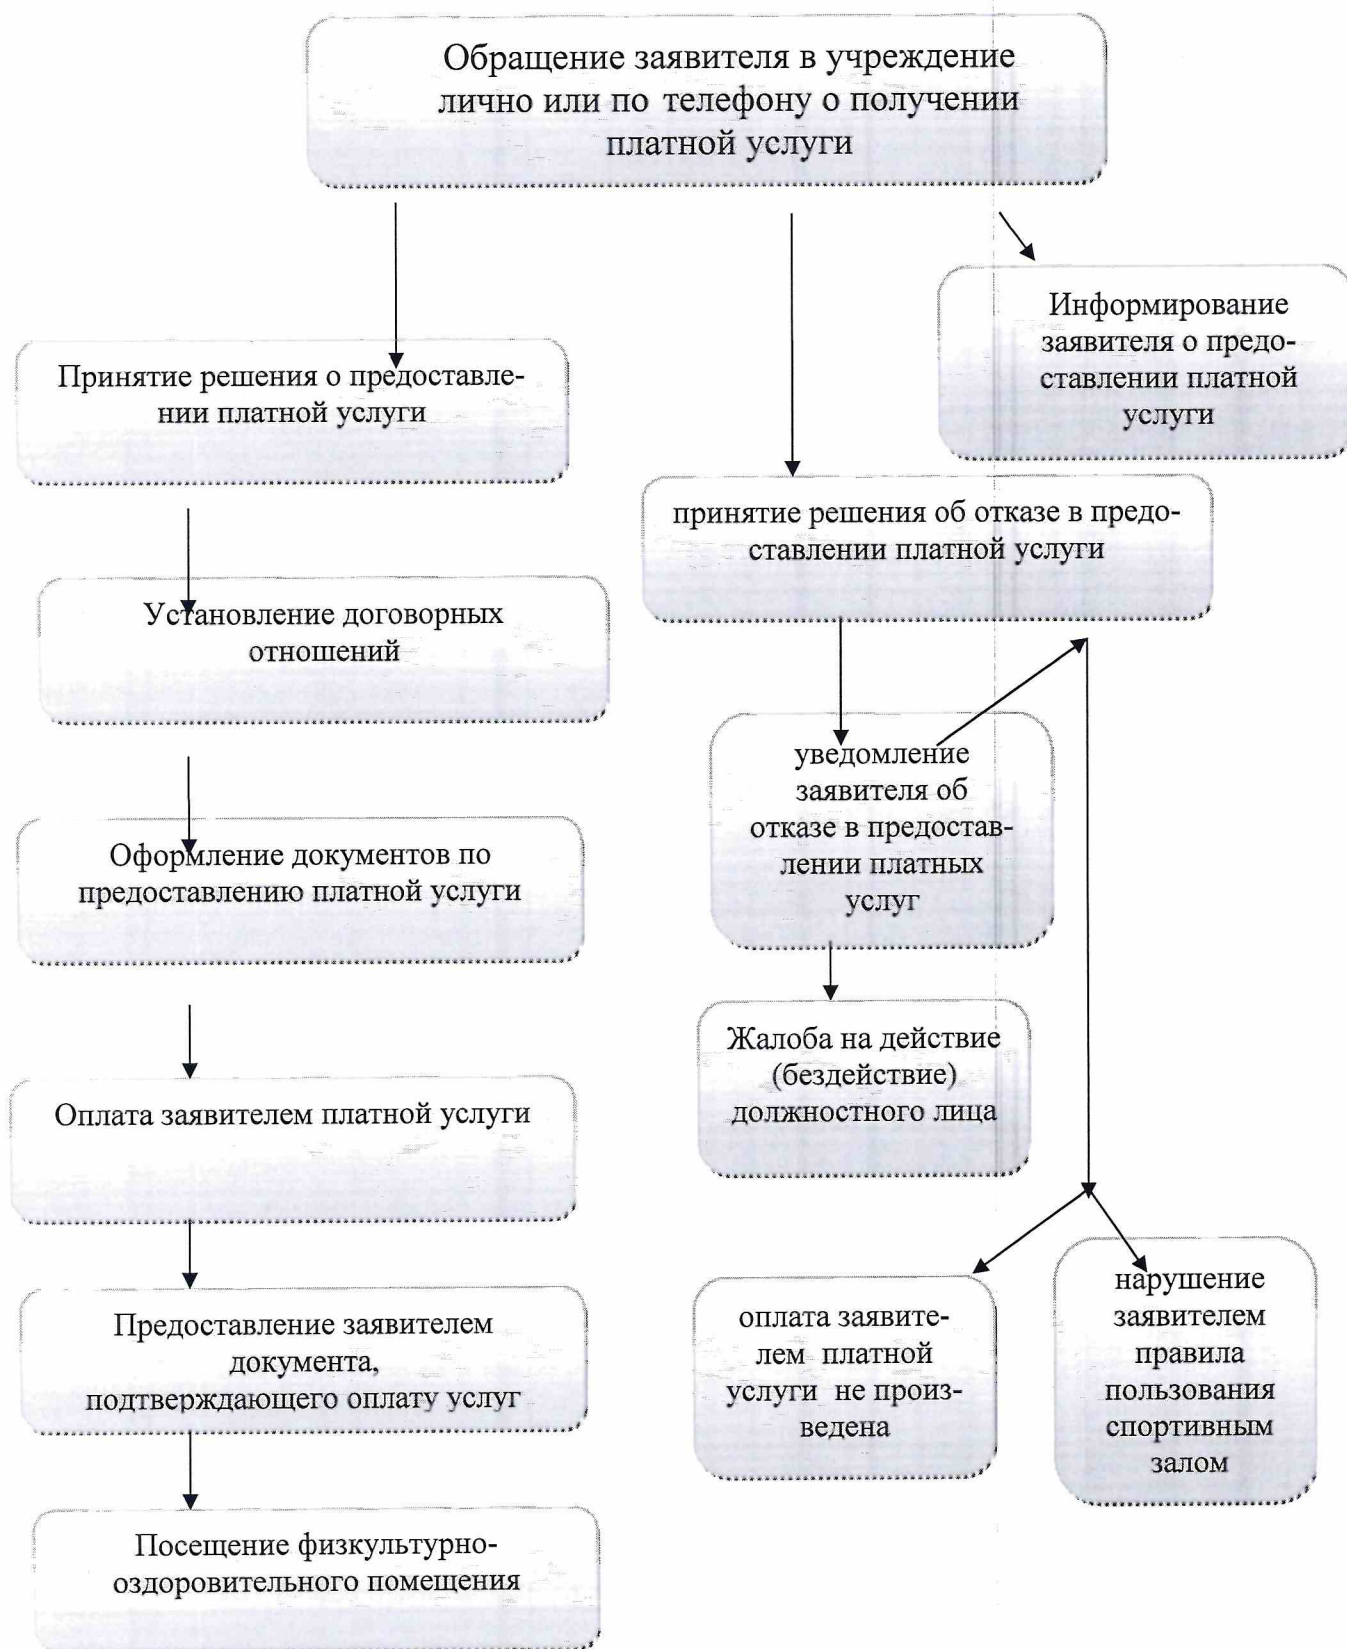 Обращение заявителя в учреждение
лично или по телефону о получении
платной услуги
Информирование
заявителя о предо-
ставлении платной
услуги
Принятие решения о предоставле-
нии платной услуги
принятие решения об отказе в предо-
ставлении платной услуги
Установление договорных
отношений
уведомление
заявителя об
отказе в предостав-
лении платных
услуг
Оформление документов по
предоставлению платной услуги
Жалоба на действие
(бездействие)
должностного лица
Оплата заявителем платной услуги
Предоставление заявителем
документа,
подтверждающего оплату услуг
оплата заявите-
лем платной
услуги не произ-
ведена
нарушение
заявителем
правила
пользования
спортивным
залом
Посещение физкультурно-
оздоровительного помещения